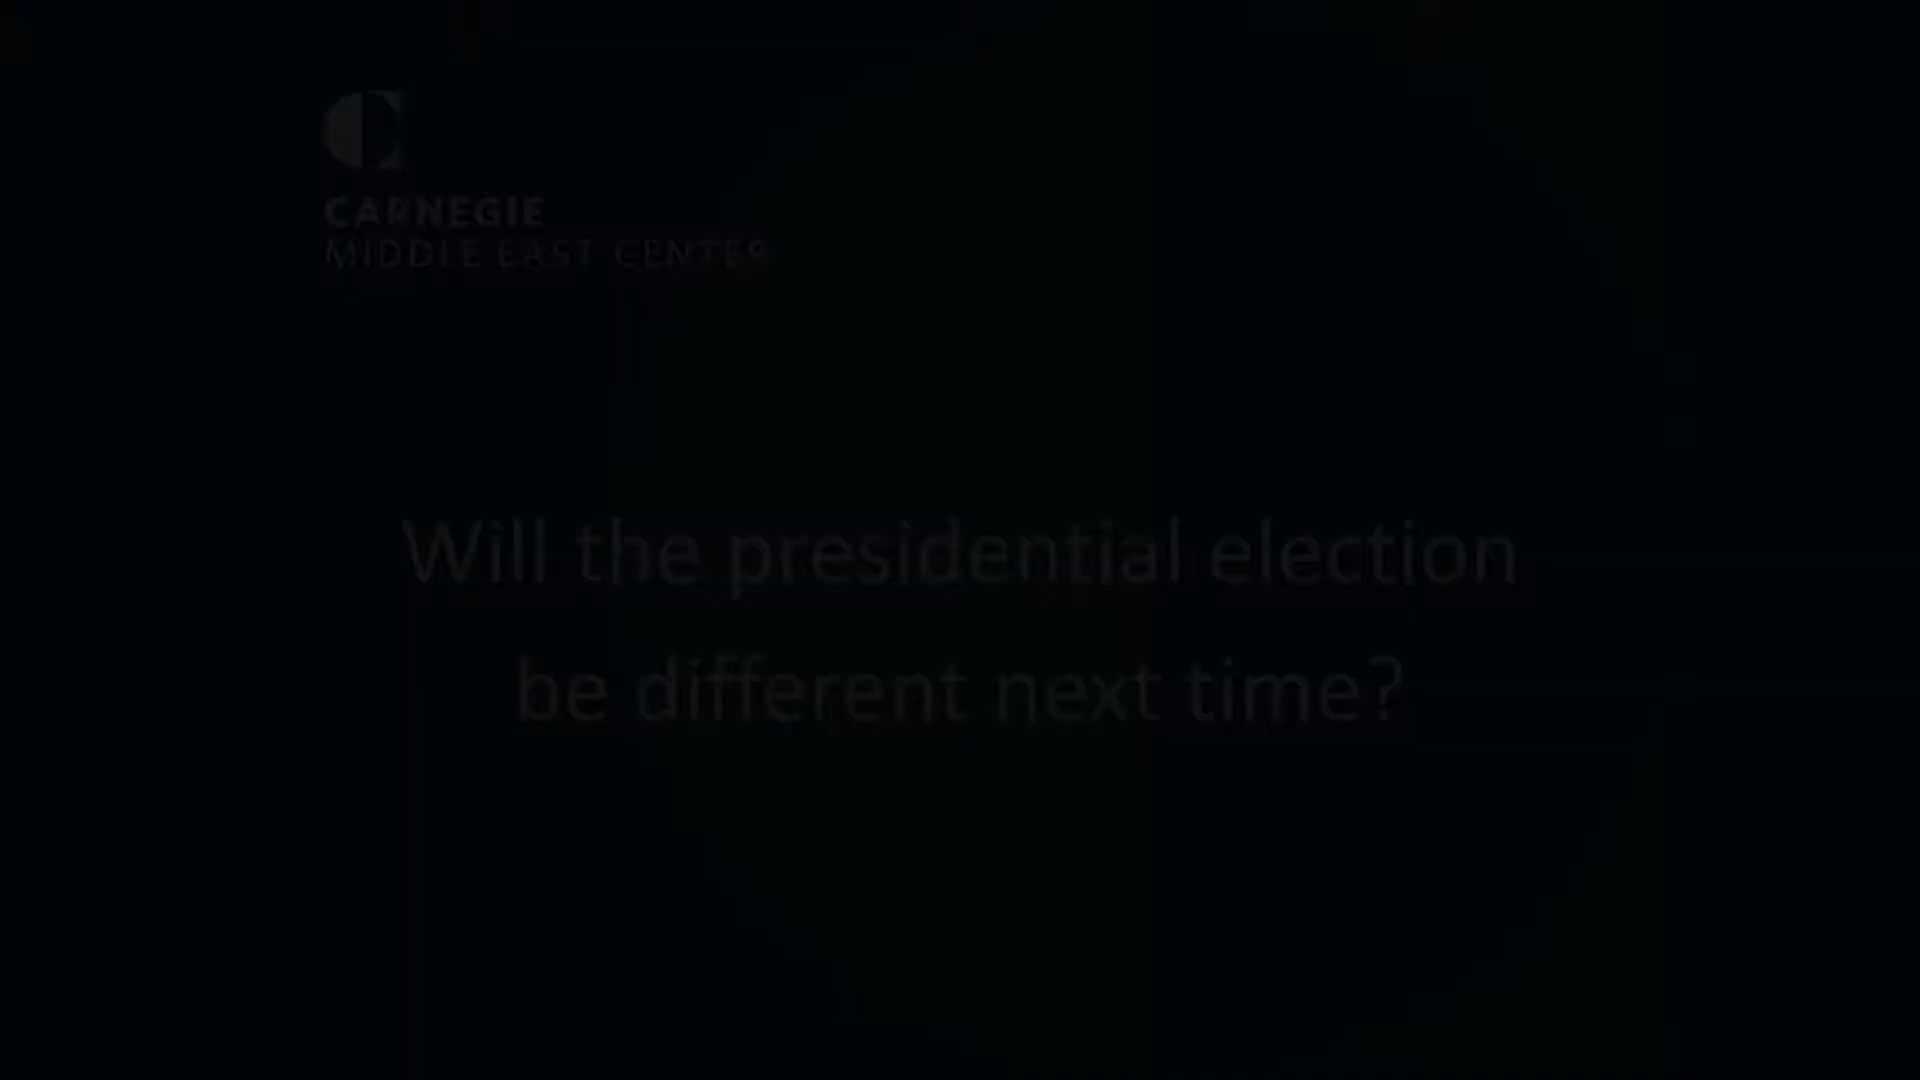 CARNEGIE
MIDDLE EAST CENTER
Will the presidential election
be different next time?